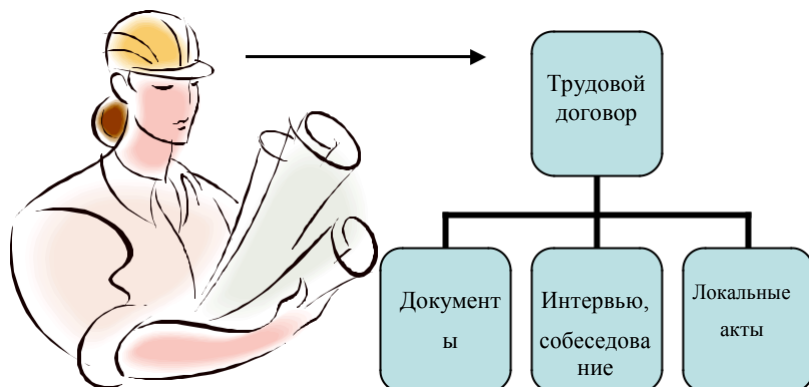 Трудовой
договор
Документ
ы
Интервью,
собеседова
ние
Локальные
акты